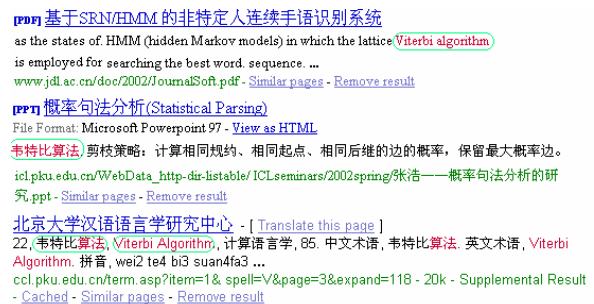 [PDF] 基于SRN/HMM 的非特定人连续手语识别系统
as the states of. HMM (hidden Markov models) in which the lattice Viterbi algorithm
is employed for searching the best word. sequence. ...
www.jdl.ac.cn/doc/2002/JournalSoft.pdf - Similar pages - Remove result
[PPT] 概率句法分析(Statistical Parsing)
File Format: Microsoft Powerpoint 97 - View as HTML
韦特比算法, 剪枝策略: 计算相同规约、相同起点、相同后维的边的概率，保留最大概率边。
icl.pku.edu.cn/WebData_http-dir-listable/ ICLseminars/2002spring/张浩——概率句法分析的研
究.ppt - Similar pages - Remove result
北京大学汉语语言学研究中心 - [ Translate this page ]
22, 韦特比算法, Viterbi Algorithm, , 计算语言学, 85. 中文术语, 韦特比算法. 英文术语, Viterbi
Algorithm. 拼音, wei2 te4 bi3 suan4fa3 ...
ccl.pku.edu.cn/term.asp?item=1& spell=V&page=3&expand=118 - 20k - Supplemental Result
- Cached - Similar pages - Remove result